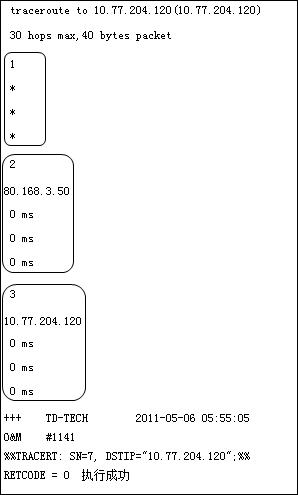 traceroute to 10.77.204.120(10.77.204.120)
30 hops max,40 bytes packet
1
*
*
*
2
80.168.3.50
0 ms
0 ms
0 ms
3
10.77.204.120
0 ms
0 ms
0 ms
+++ TD-TECH 2011-05-06 05:55:05
O&M #1141
%%TRACERT: SN=7, DSTIP="10.77.204.120";%%
RETCODE = 0 执行成功